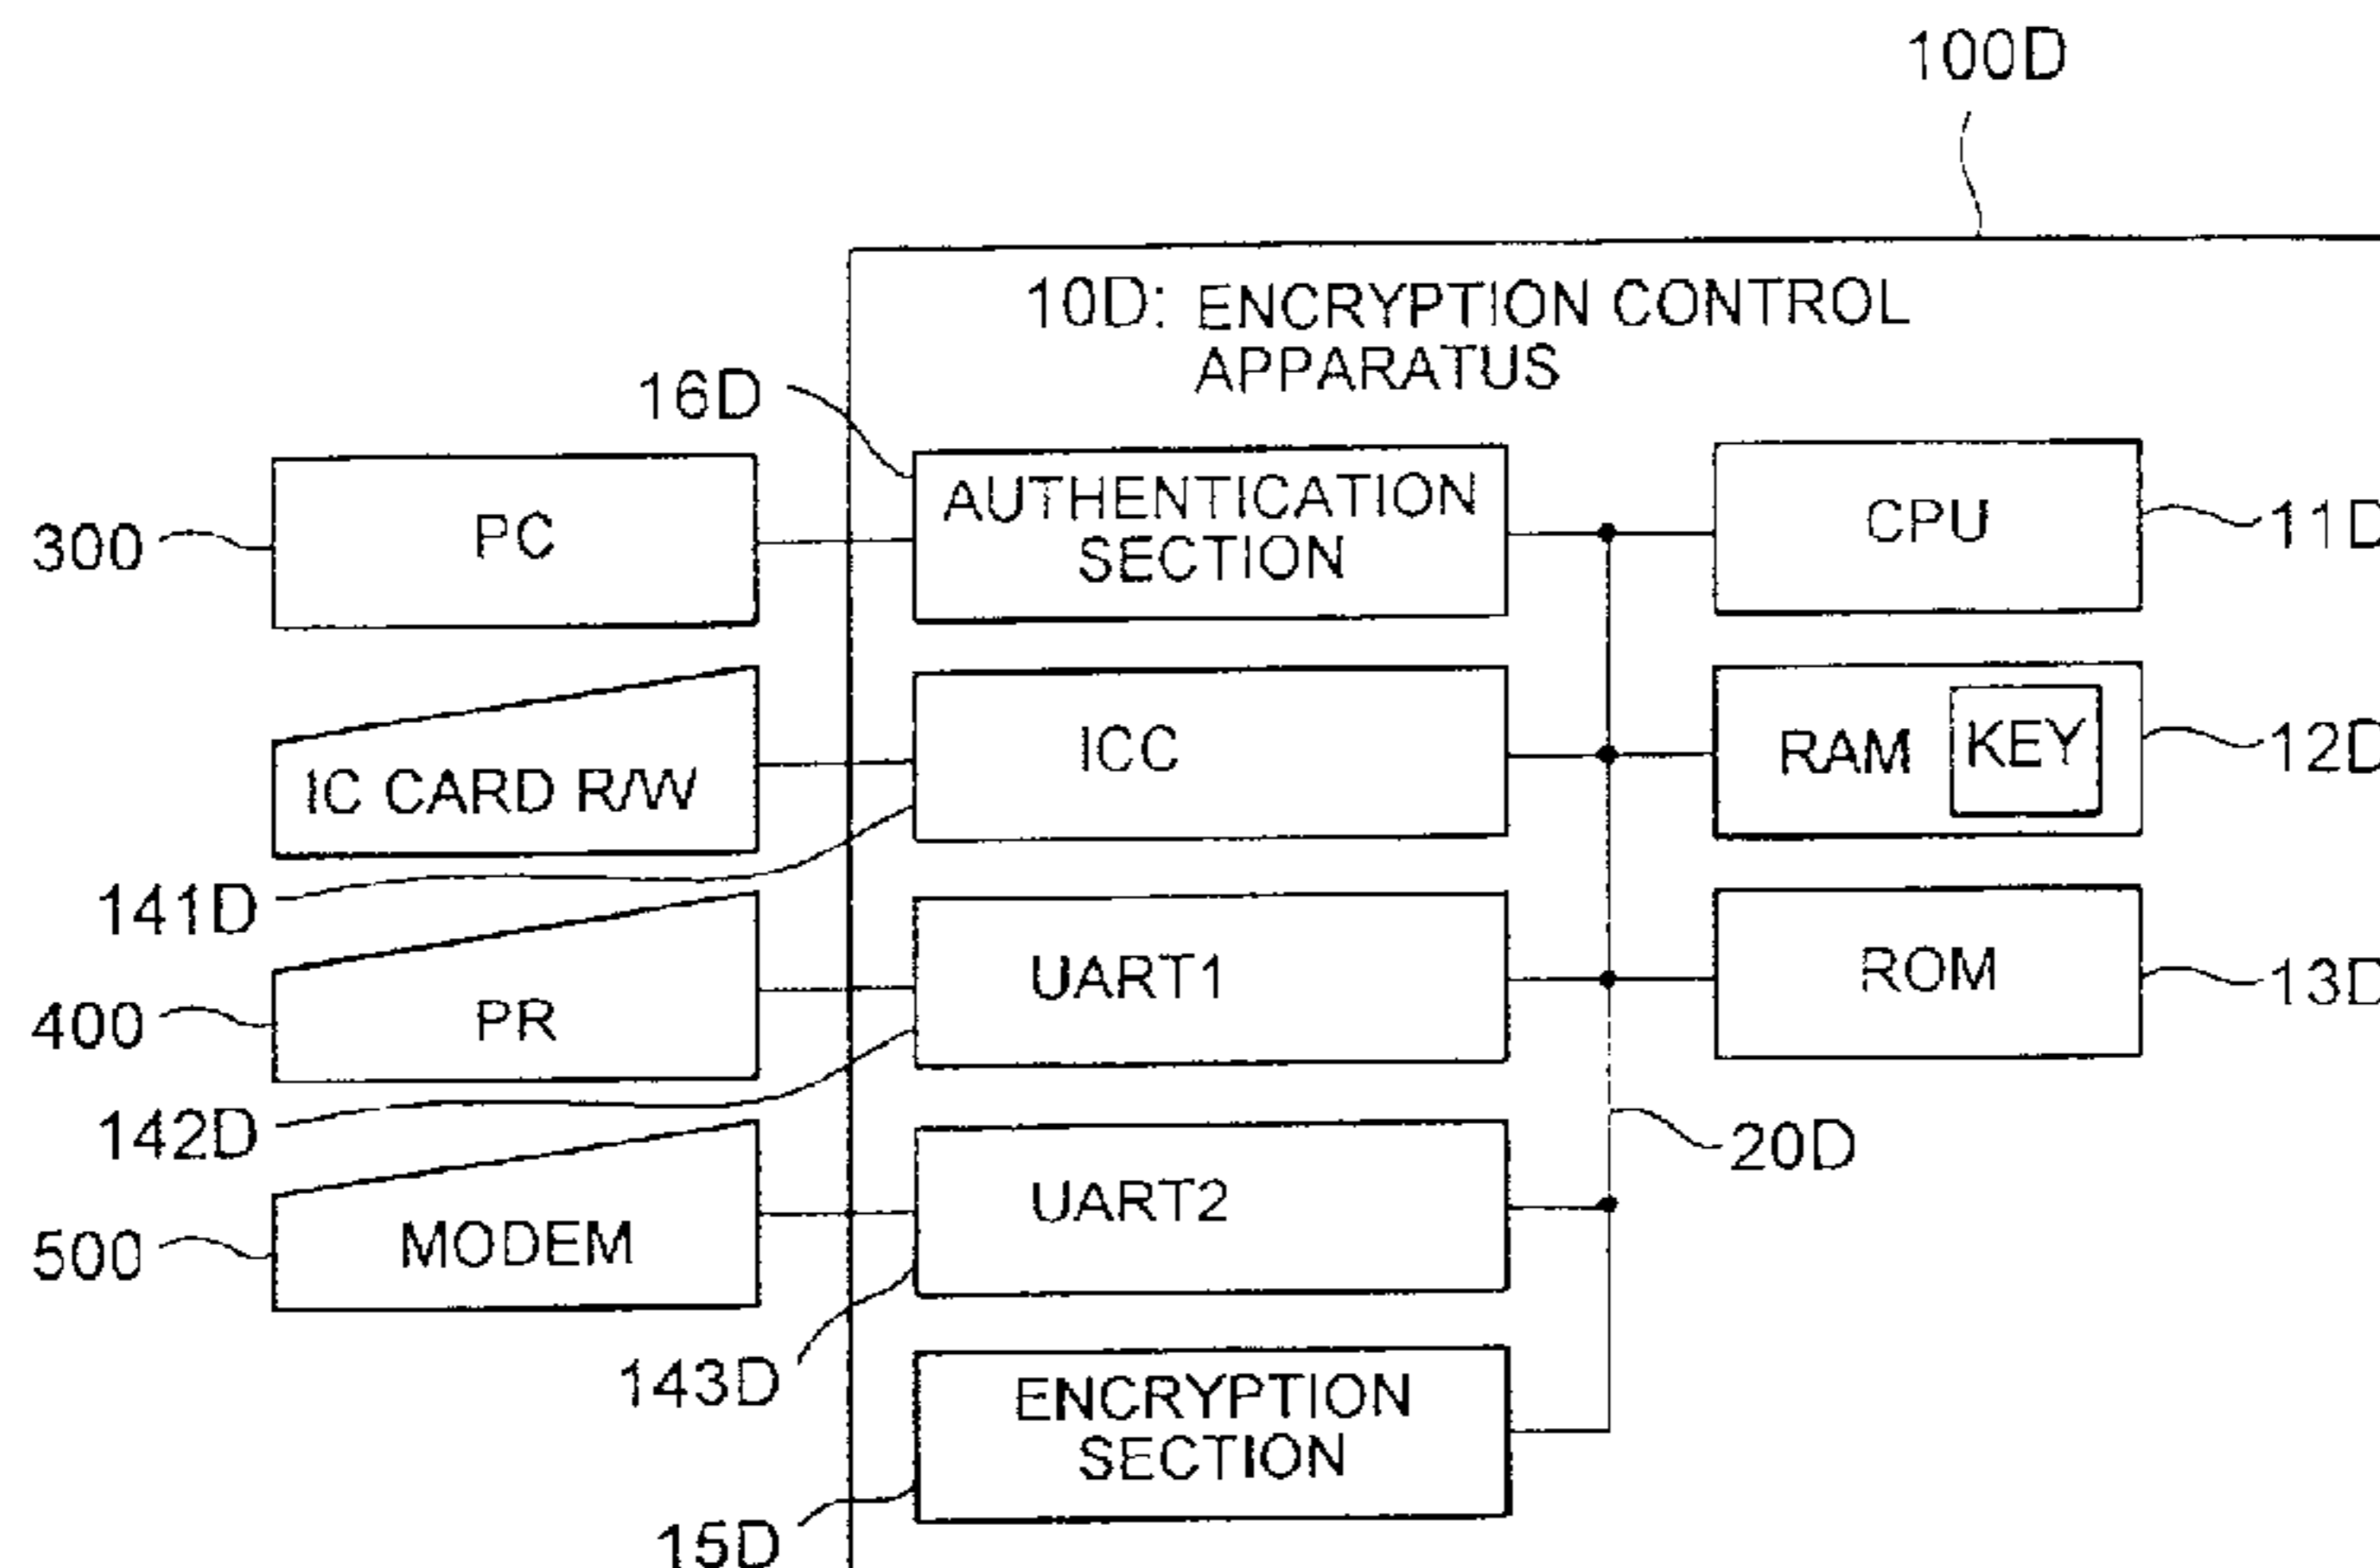 100D
10D: ENCRYPTION CONTROL
APPARATUS
16D
300
PC
AUTHENTICATION
SECTION
CPU
11D
IC CARD R/W
ICC
RAM
KEY
12D
141D
400
PR
UART1
ROM
13D
142D
500
MODEM
UART2
20D
143D
ENCRYPTION
SECTION
15D